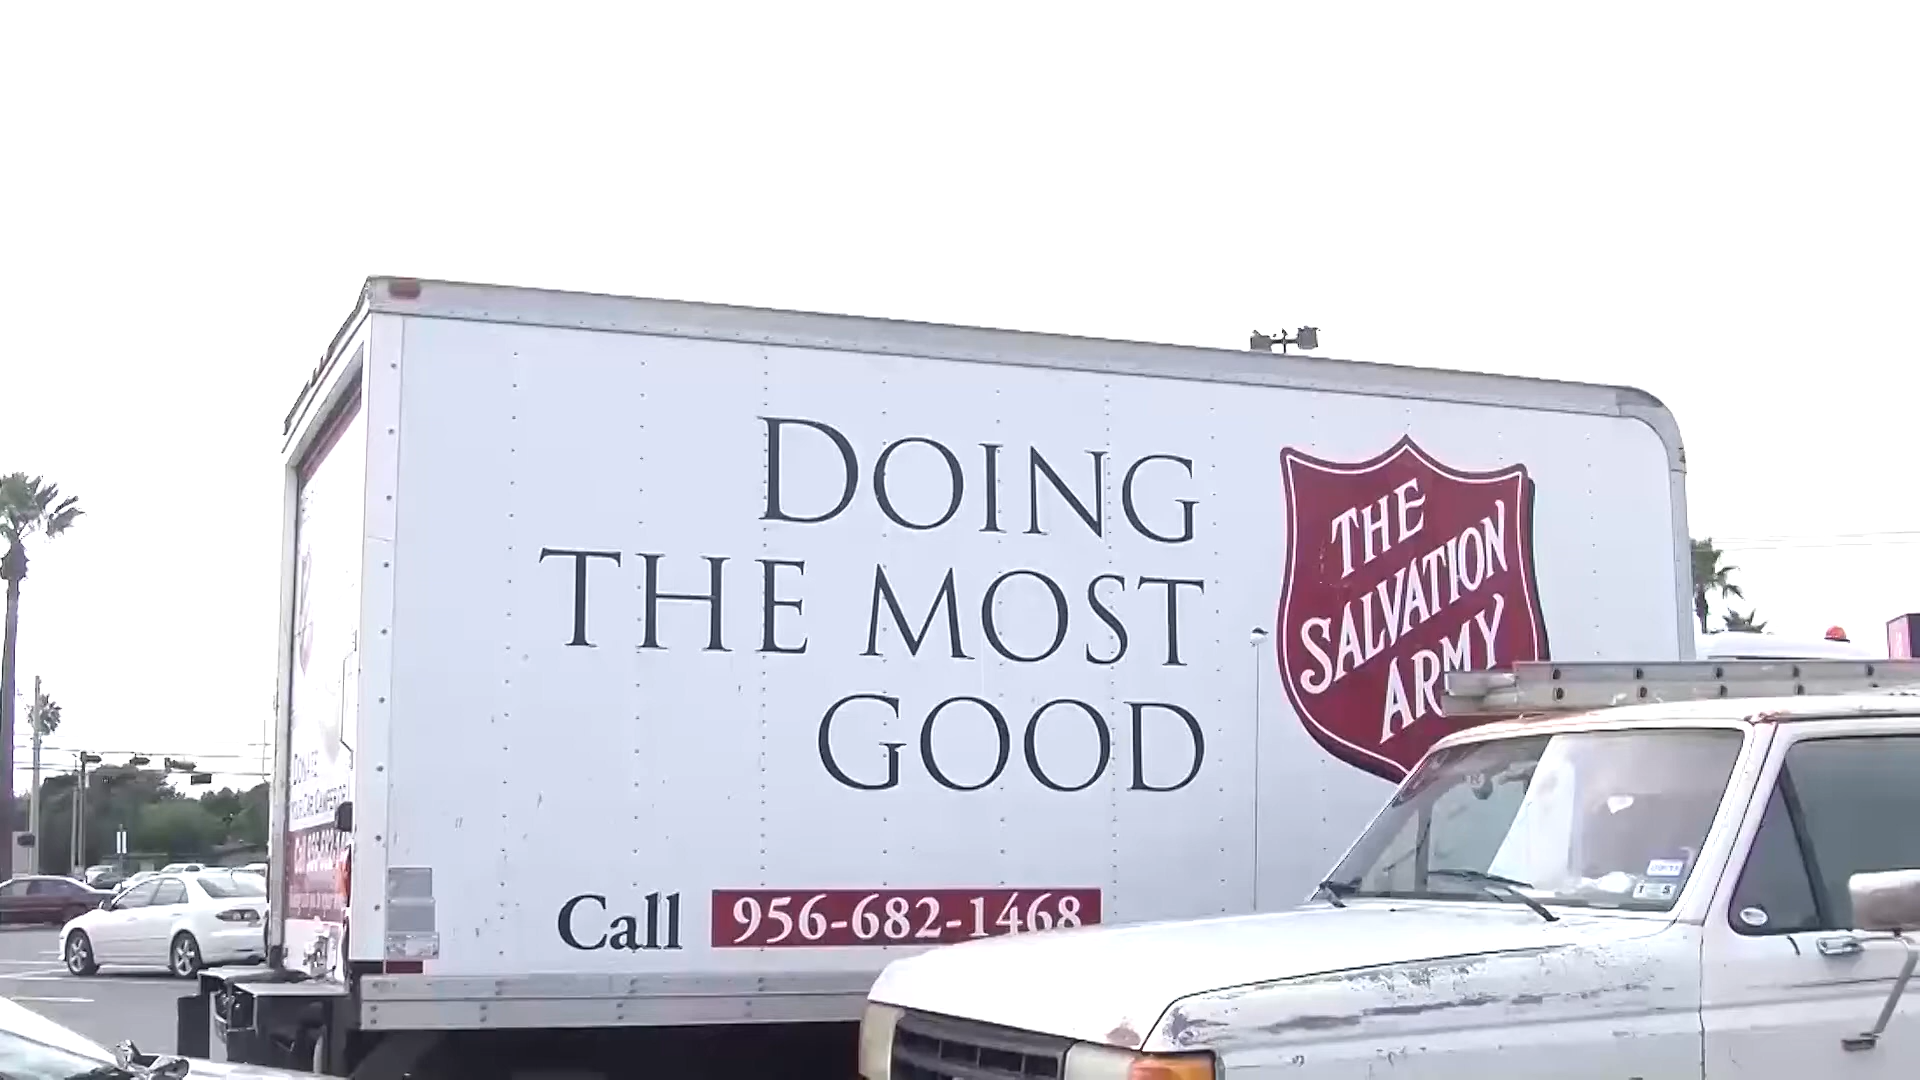 DOING
THE MOST
GOOD
THE
SALVATION
ARMY
Call 956-682-1468